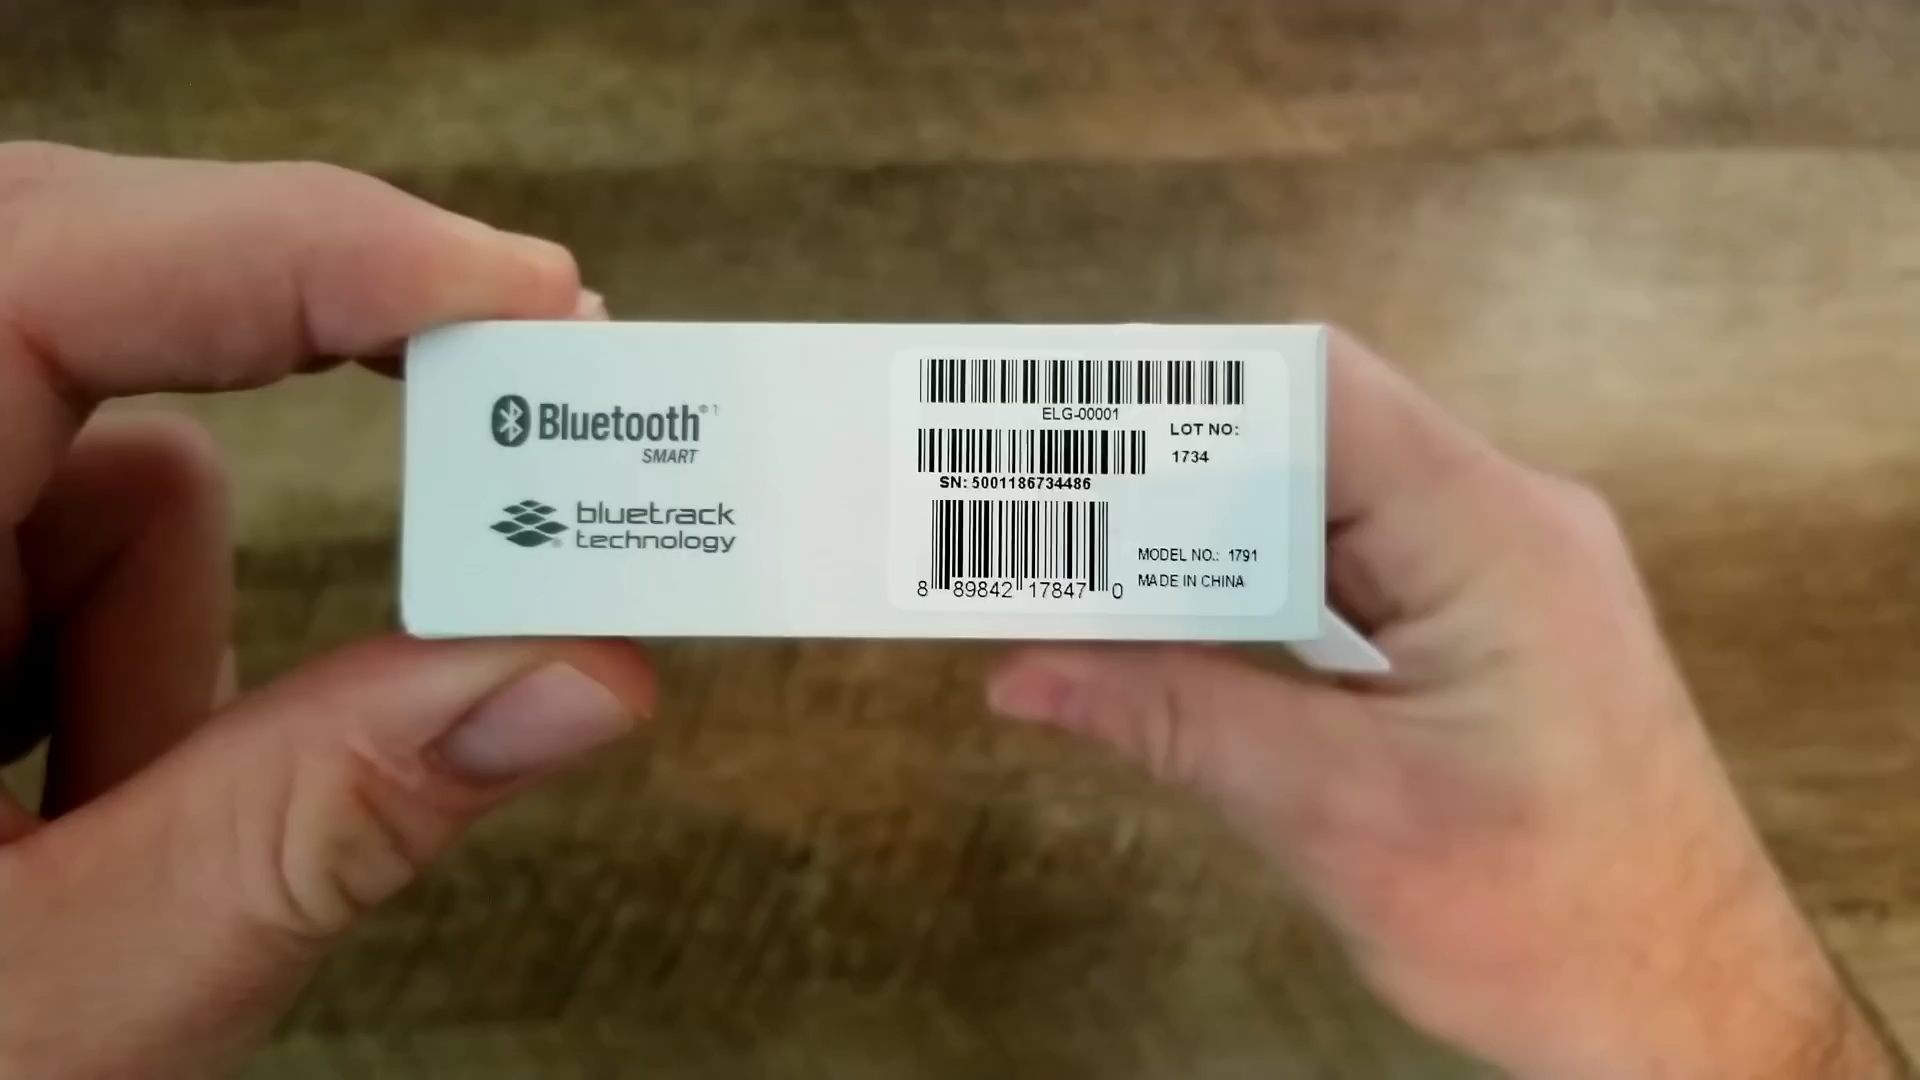 Bluetooth®1
SMART
bluetrack
technology
ELG-00001
LOT NO:
1734
SN: 5001186734486
8 89842 17847 0
MODEL NO.: 1791
MADE IN CHINA